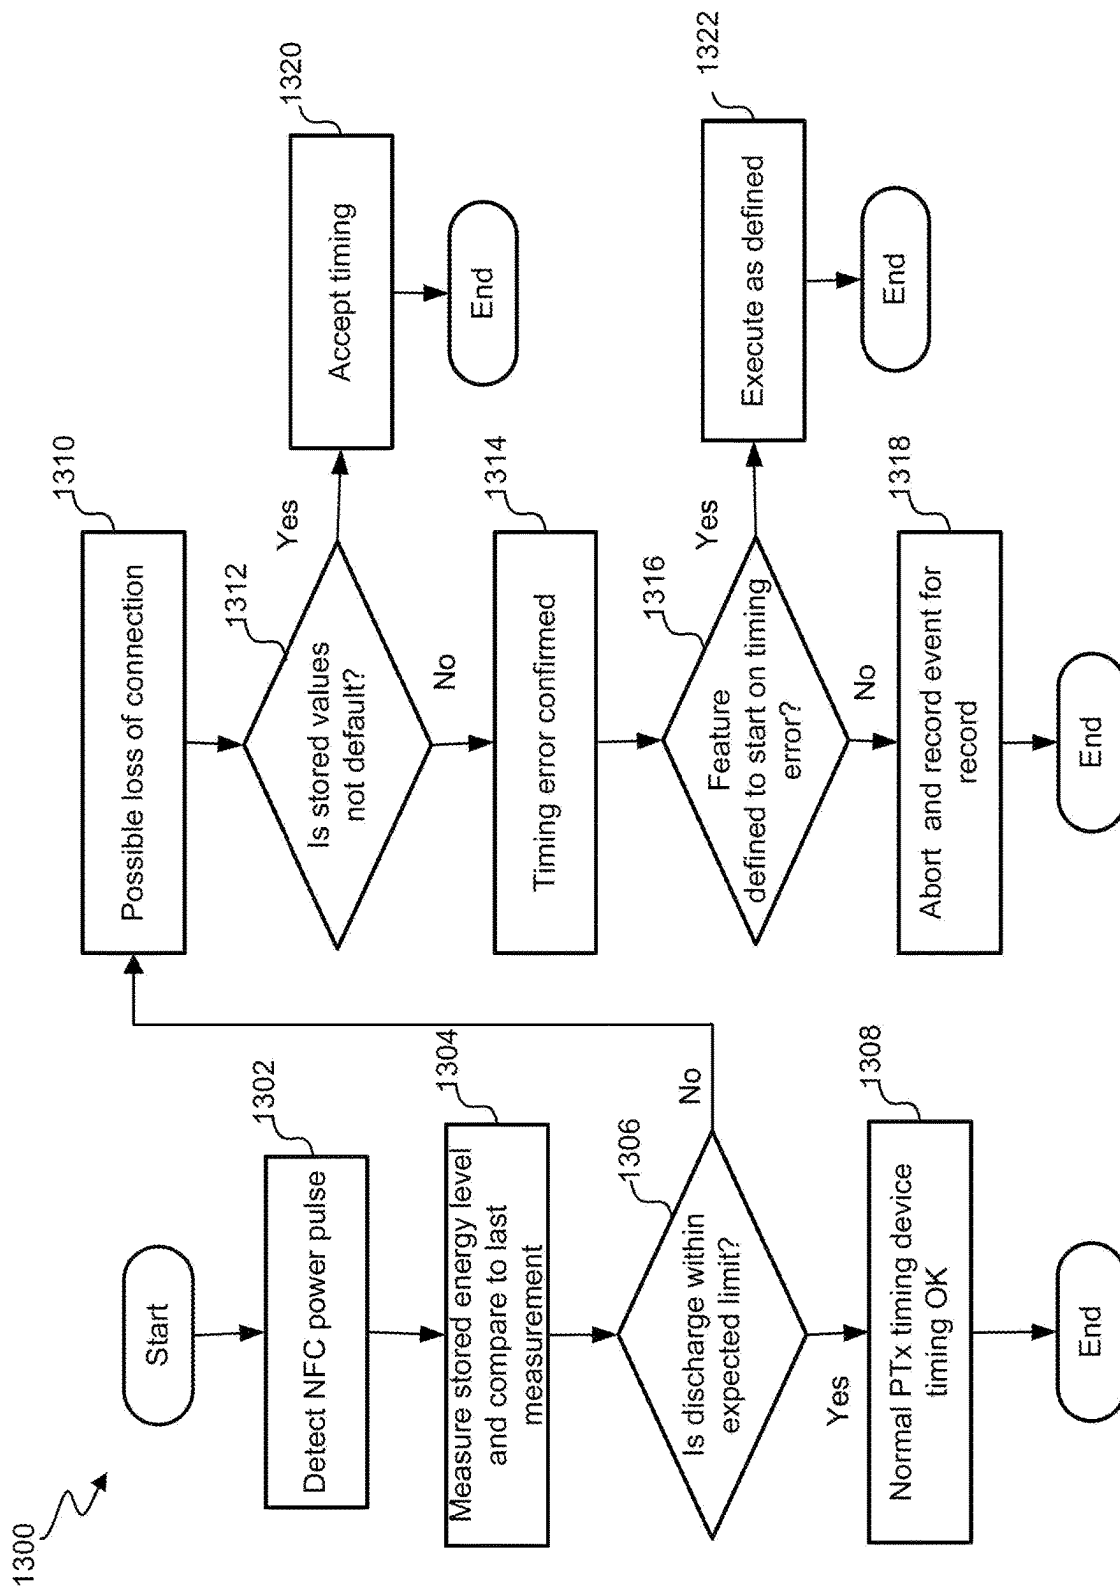 1300
Start
1302
Detect NFC power pulse
1304
Measure stored energy level
and compare to last
measurement
1306
Is discharge within
expected limit?
No
Yes
1308
Normal PTx timing device
timing OK
End
1310
Possible loss of connection
1312
Is stored values
not default?
Yes
1320
Accept timing
End
No
1314
Timing error confirmed
1316
Feature
defined to start on timing
error?
Yes
1322
Execute as defined
End
No
1318
Abort and record event for
record
End